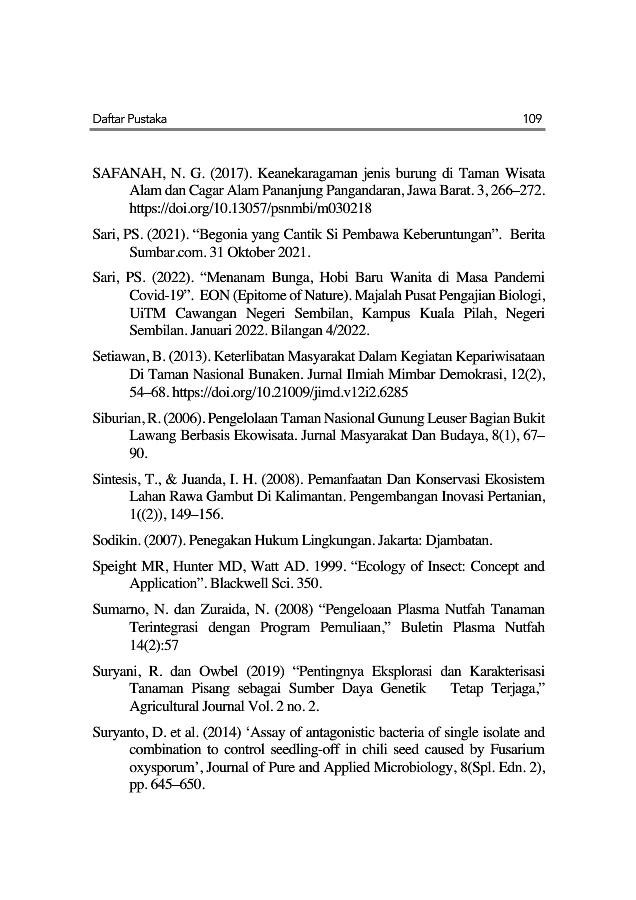 Daftar Pustaka 109
SAFANAH, N. G. (2017). Keanekaragaman jenis burung di Taman Wisata
Alam dan Cagar Alam Pananjung Pangandaran, Jawa Barat. 3, 266–272.
https://doi.org/10.13057/psnmbi/m030218
Sari, PS. (2021). “Begonia yang Cantik Si Pembawa Keberuntungan”. Berita
Sumbar.com. 31 Oktober 2021.
Sari, PS. (2022). “Menanam Bunga, Hobi Baru Wanita di Masa Pandemi
Covid-19”. EON (Epitome of Nature). Majalah Pusat Pengajian Biologi,
UiTM Cawangan Negeri Sembilan, Kampus Kuala Pilah, Negeri
Sembilan. Januari 2022. Bilangan 4/2022.
Setiawan, B. (2013). Keterlibatan Masyarakat Dalam Kegiatan Kepariwisataan
Di Taman Nasional Bunaken. Jurnal Ilmiah Mimbar Demokrasi, 12(2),
54–68. https://doi.org/10.21009/jimd.v12i2.6285
Siburian, R. (2006). Pengelolaan Taman Nasional Gunung Leuser Bagian Bukit
Lawang Berbasis Ekowisata. Jurnal Masyarakat Dan Budaya, 8(1), 67–
90.
Sintesis, T., & Juanda, I. H. (2008). Pemanfaatan Dan Konservasi Ekosistem
Lahan Rawa Gambut Di Kalimantan. Pengembangan Inovasi Pertanian,
1((2)), 149–156.
Sodikin. (2007). Penegakan Hukum Lingkungan. Jakarta: Djambatan.
Speight MR, Hunter MD, Watt AD. 1999. “Ecology of Insect: Concept and
Application”. Blackwell Sci. 350.
Sumarno, N. dan Zuraida, N. (2008) “Pengeloaan Plasma Nutfah Tanaman
Terintegrasi dengan Program Pemuliaan,” Buletin Plasma Nutfah
14(2):57
Suryani, R. dan Owbel (2019) “Pentingnya Eksplorasi dan Karakterisasi
Tanaman Pisang sebagai Sumber Daya Genetik Tetap Terjaga,”
Agricultural Journal Vol. 2 no. 2.
Suryanto, D. et al. (2014) ‘Assay of antagonistic bacteria of single isolate and
combination to control seedling-off in chili seed caused by Fusarium
oxysporum’, Journal of Pure and Applied Microbiology, 8(Spl. Edn. 2),
pp. 645–650.